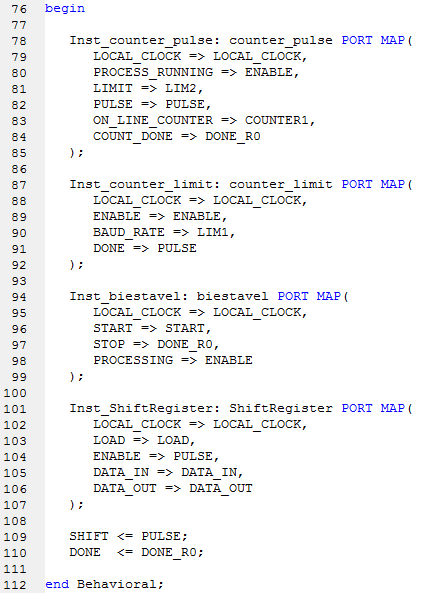 76 begin
77
78 Inst_counter_pulse: counter_pulse PORT MAP(
79 LOCAL_CLOCK => LOCAL_CLOCK,
80 PROCESS_RUNNING => ENABLE,
81 LIMIT => LIM2,
82 PULSE => PULSE,
83 ON_LINE_COUNTER => COUNTER1,
84 COUNT_DONE => DONE_R0
85 );
86
87 Inst_counter_limit: counter_limit PORT MAP(
88 LOCAL_CLOCK => LOCAL_CLOCK,
89 ENABLE => ENABLE,
90 BAUD_RATE => LIM1,
91 DONE => PULSE
92 );
93
94 Inst_biestavel: biestavel PORT MAP(
95 LOCAL_CLOCK => LOCAL_CLOCK,
96 START => START,
97 STOP => DONE_R0,
98 PROCESSING => ENABLE
99 );
100
101 Inst_ShiftRegister: ShiftRegister PORT MAP(
102 LOCAL_CLOCK => LOCAL_CLOCK,
103 LOAD => LOAD,
104 ENABLE => PULSE,
105 DATA_IN => DATA_IN,
106 DATA_OUT => DATA_OUT
107 );
108
109 SHIFT <= PULSE;
110 DONE <= DONE_R0;
111
112 end Behavioral;